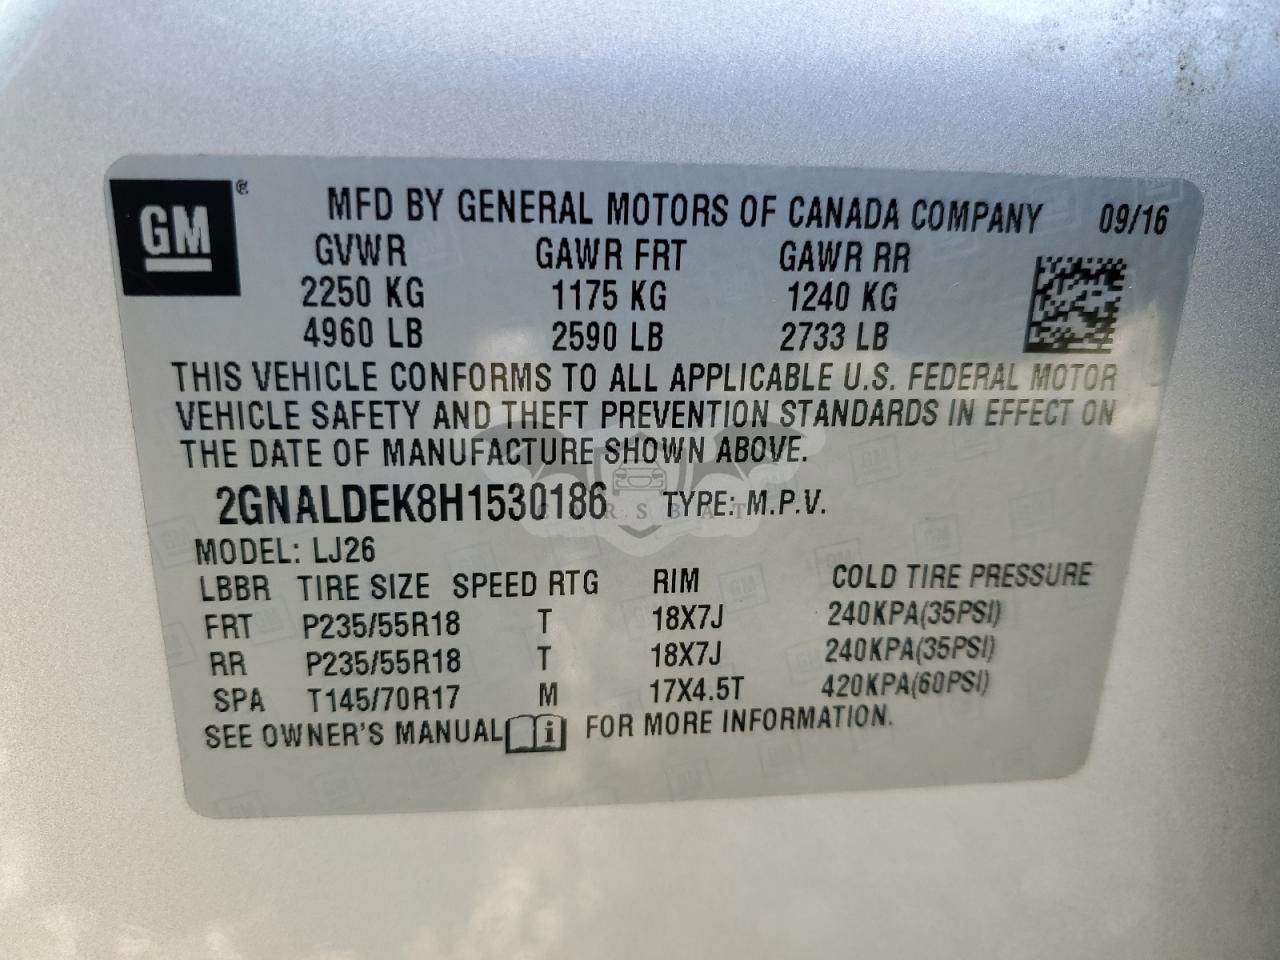 GM ®
MFD BY GENERAL MOTORS OF CANADA COMPANY 09/16
GVWR GAWR FRT GAWR RR
2250 KG 1175 KG 1240 KG
4960 LB 2590 LB 2733 LB
THIS VEHICLE CONFORMS TO ALL APPLICABLE U.S. FEDERAL MOTOR
VEHICLE SAFETY AND THEFT PREVENTION STANDARDS IN EFFECT ON
THE DATE OF MANUFACTURE SHOWN ABOVE.
2GNALDEK8H1530186 TYPE: M.P.V.
CARSBAT
MODEL: LJ26
LBBR TIRE SIZE SPEED RTG RIM COLD TIRE PRESSURE
FRT P235/55R18 T 18X7J 240KPA(35PSI)
RR P235/55R18 T 18X7J 240KPA(35PSI)
SPA T145/70R17 M 17X4.5T 420KPA(60PSI)
SEE OWNER'S MANUAL i FOR MORE INFORMATION.